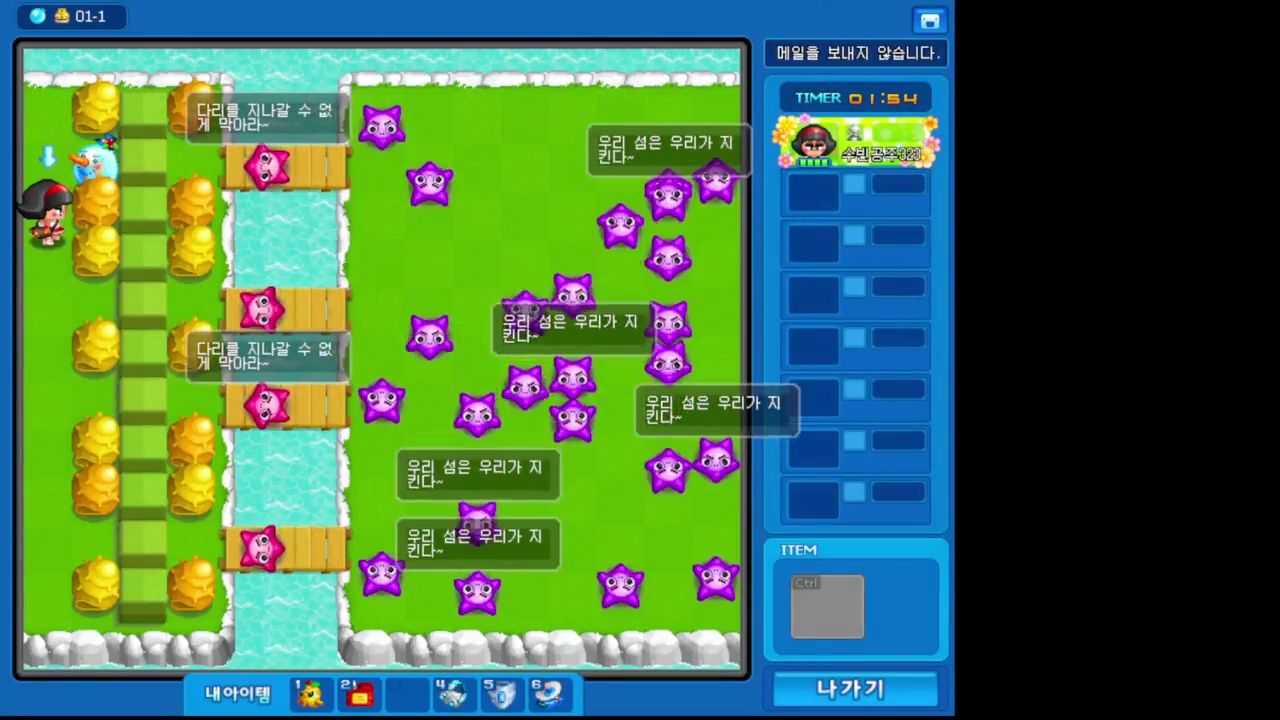 01-1
메일을 보내지 않습니다.
TIMER 01:54
수빈공주323
다리를 지나갈 수 없
게 막아라~
우리 섬은 우리가 지
킨다~
우리 섬은 우리가 지
킨다~
다리를 지나갈 수 없
게 막아라~
우리 섬은 우리가 지
킨다~
우리 섬은 우리가 지
킨다~
우리 섬은 우리가 지
킨다~
ITEM
Ctrl
내아이템
1
2
4
5
6
나가기